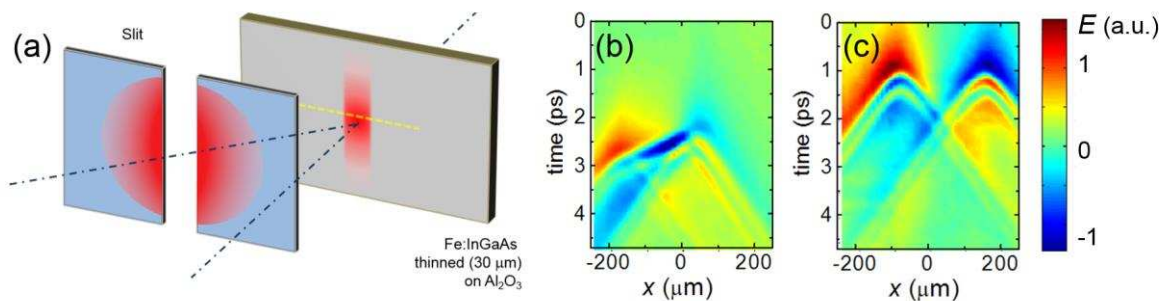 (a)
Slit
Fe:InGaAs
thinned (30 μm)
on Al₂O₃
(b)
0
1
2
3
4
time (ps)
-200
0
200
x (μm)
(c)
0
1
2
3
4
time (ps)
-200
0
200
x (μm)
E (a.u.)
1
0
-1